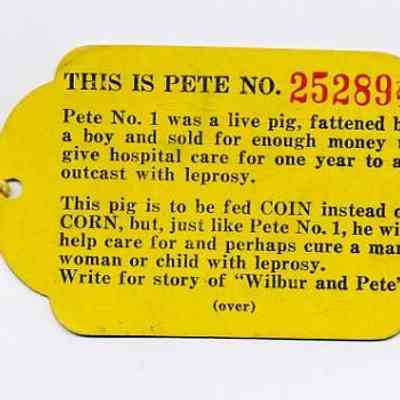 THIS IS PETE NO. 25289
Pete No. 1 was a live pig, fattened b
a boy and sold for enough money t
give hospital care for one year to a
outcast with leprosy.
This pig is to be fed COIN instead o
CORN, but, just like Pete No. 1, he wi
help care for and perhaps cure a man
woman or child with leprosy.
Write for story of "Wilbur and Pete"
(over)